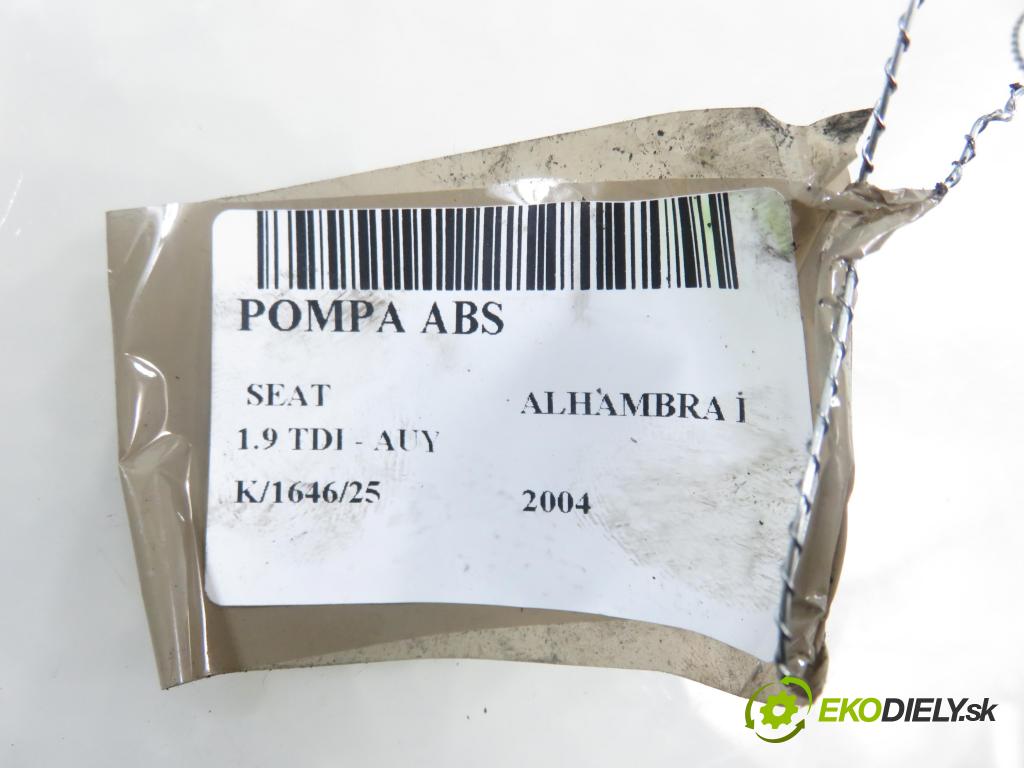 POMPA ABS
SEAT ALHAMBRA I
1.9 TDI - AUY
K/1646/25 2004
EKODIELY.sk